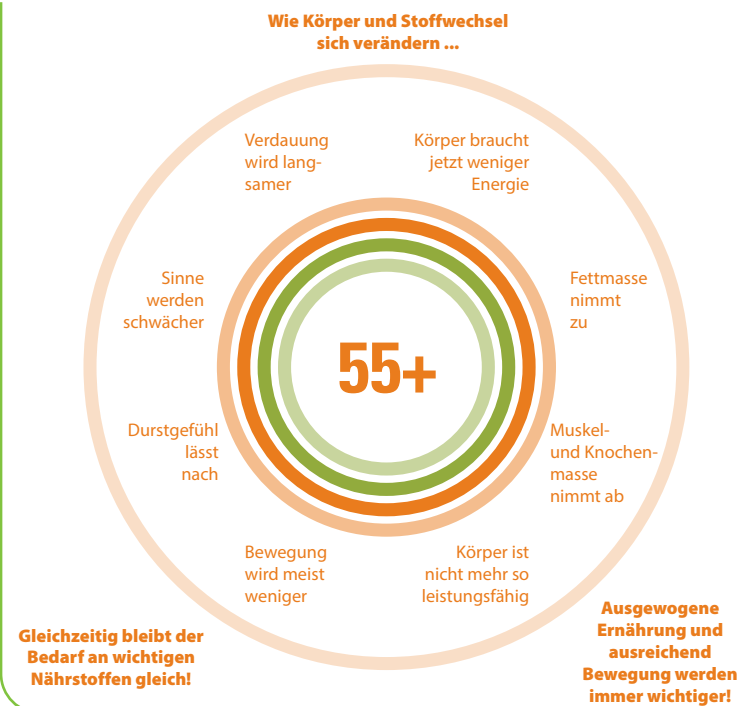 Wie Körper und Stoffwechsel
sich verändern ...
Verdauung
wird lang-
samer
Körper braucht
jetzt weniger
Energie
Sinne
werden
schwächer
Fettmasse
nimmt
zu
55+
Durstgefühl
lässt
nach
Muskel-
und Knochen-
masse
nimmt ab
Bewegung
wird meist
weniger
Körper ist
nicht mehr so
leistungsfähig
Gleichzeitig bleibt der
Bedarf an wichtigen
Nährstoffen gleich!
Ausgewogene
Ernährung und
ausreichend
Bewegung werden
immer wichtiger!